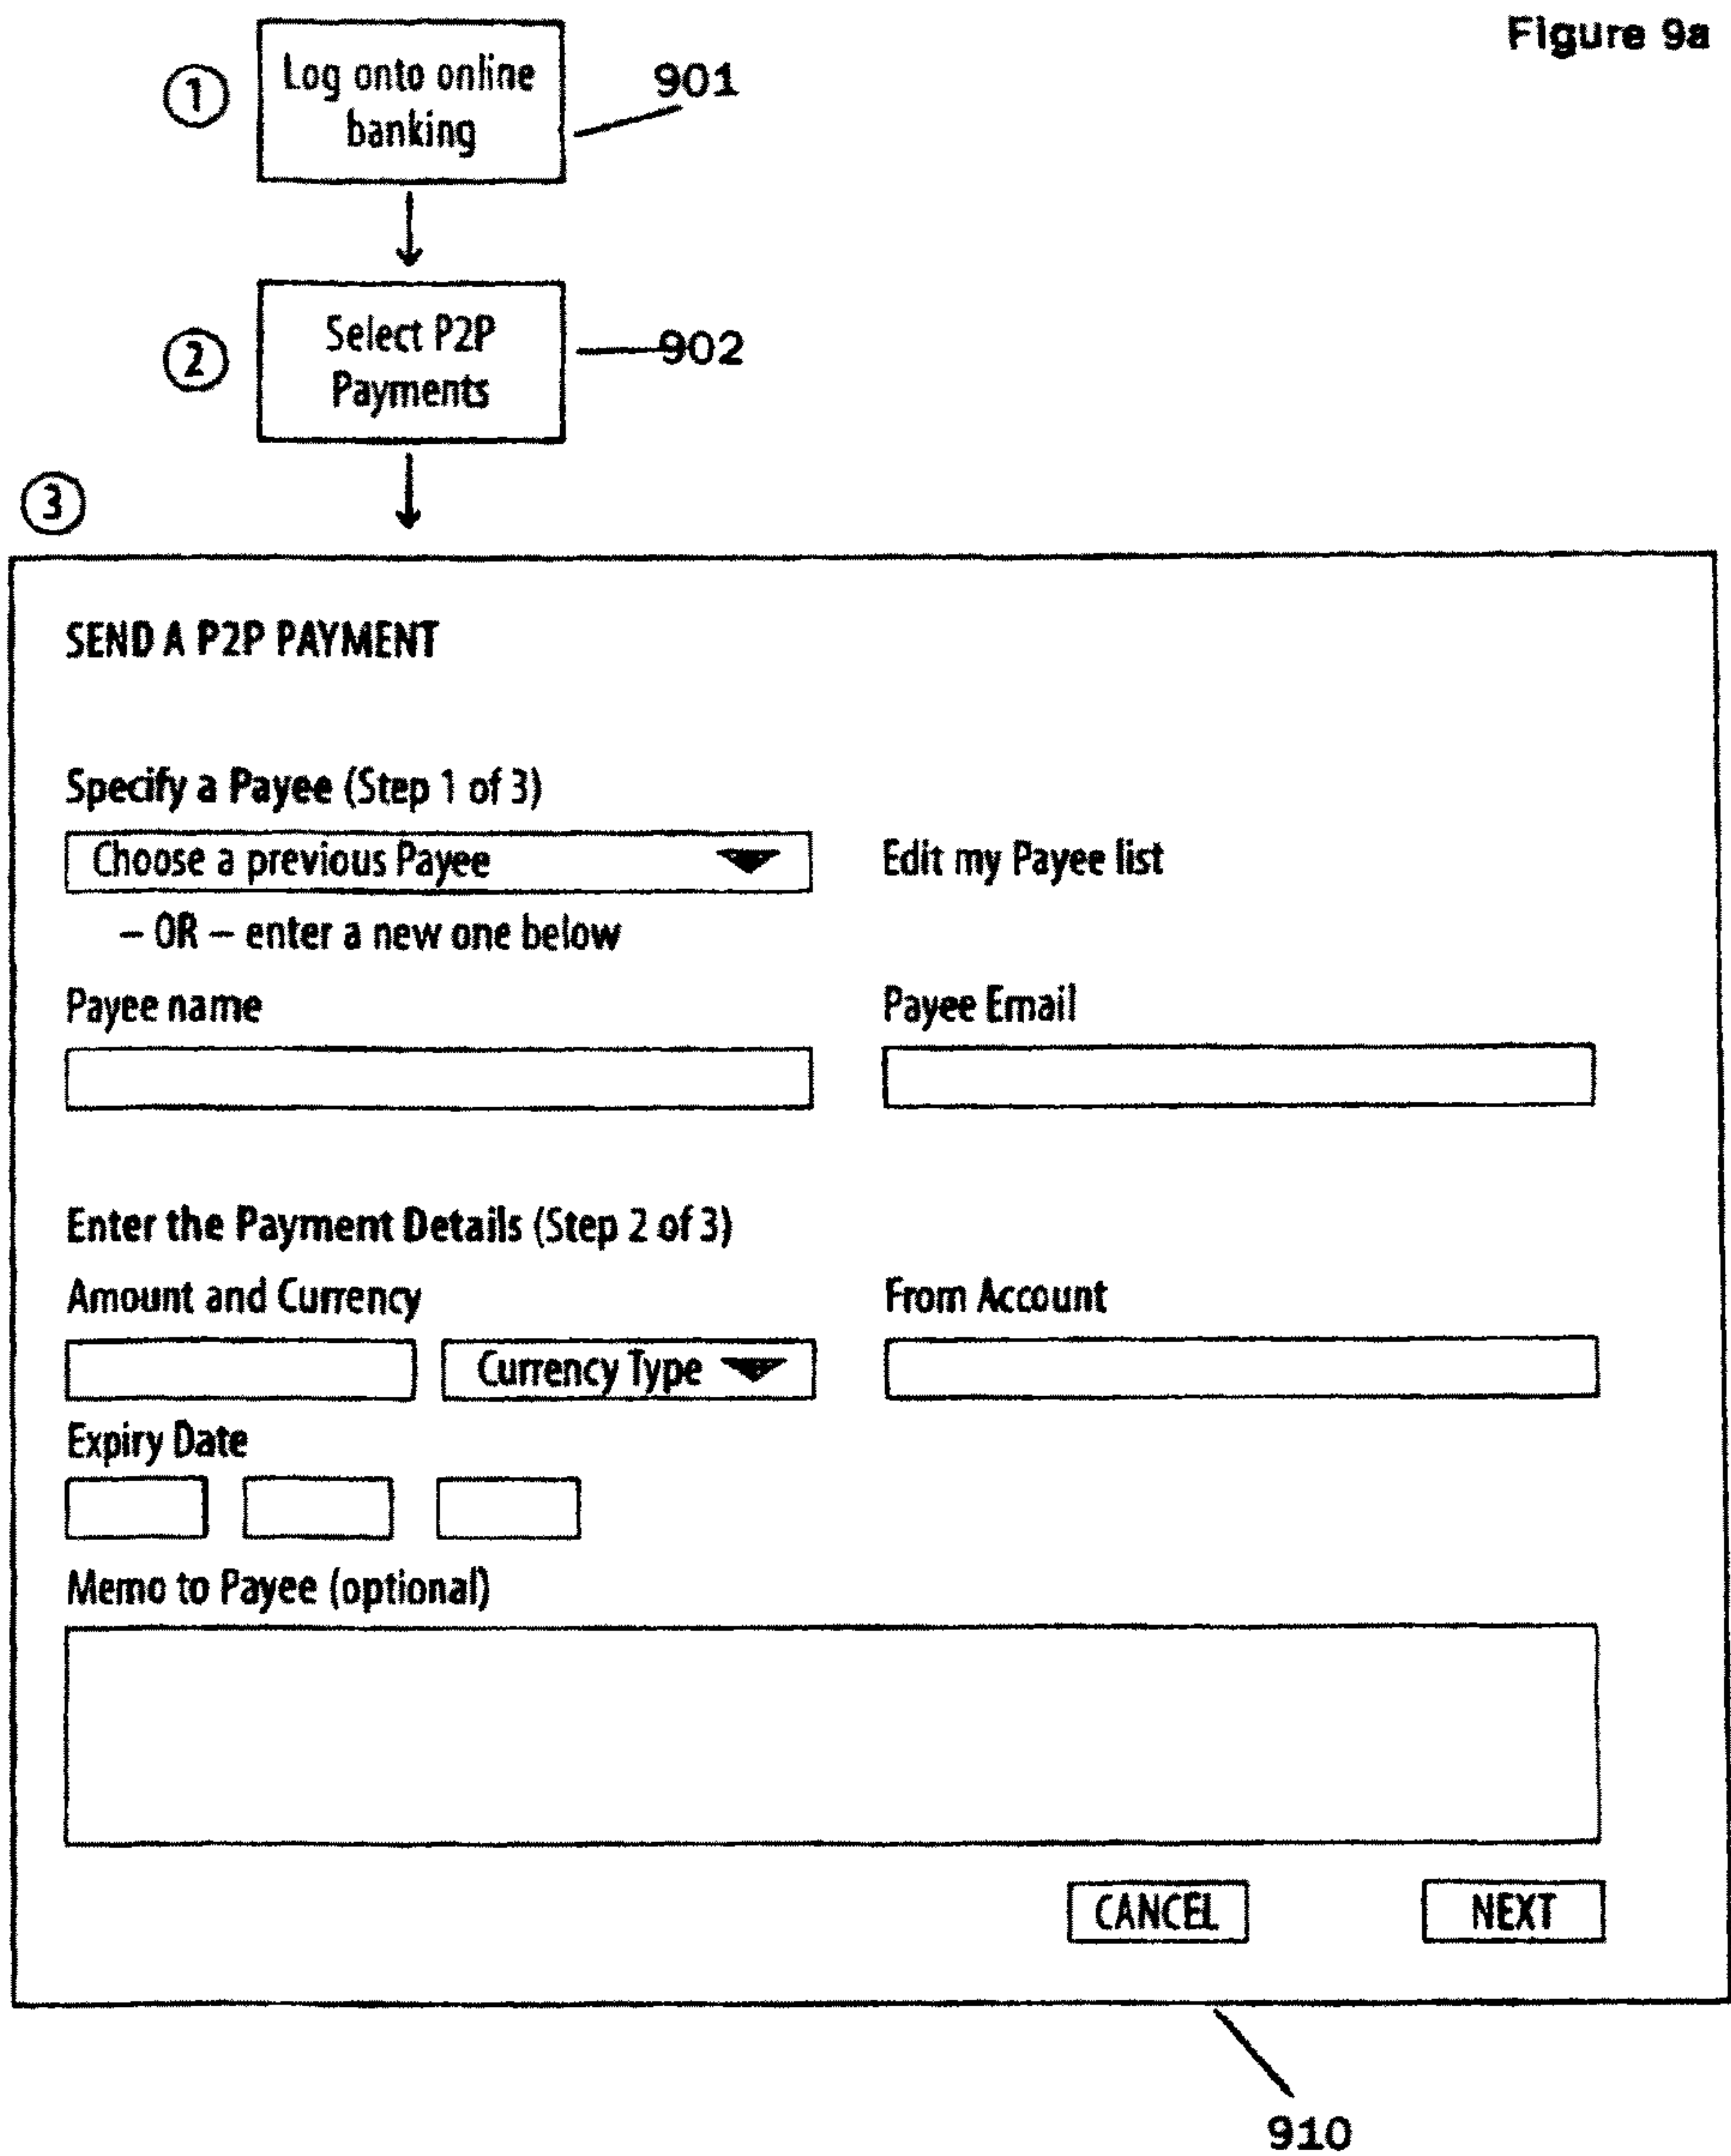 Figure 9a
① Log onto online
banking
901
② Select P2P
Payments
902
③
SEND A P2P PAYMENT
Specify a Payee (Step 1 of 3)
Choose a previous Payee Edit my Payee list
– OR – enter a new one below
Payee name Payee Email
Enter the Payment Details (Step 2 of 3)
Amount and Currency From Account
Currency Type
Expiry Date
Memo to Payee (optional)
CANCEL NEXT
910